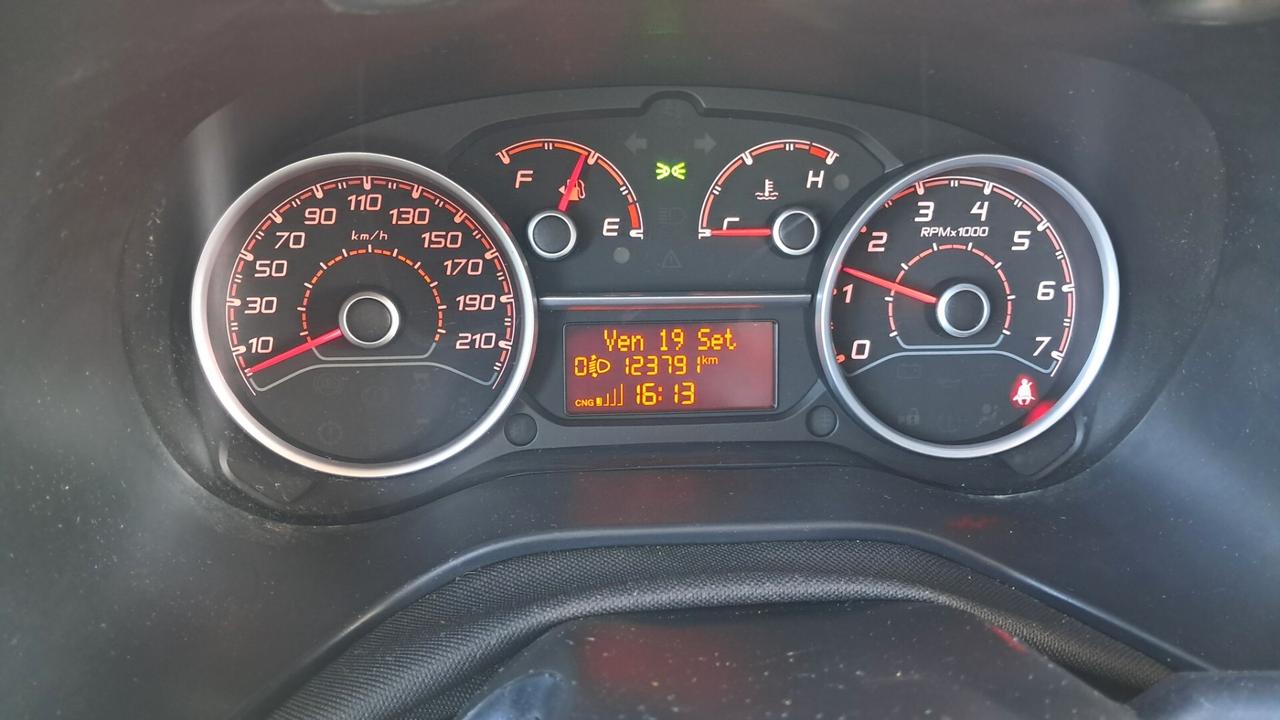 10 30 50 70 90 110 130 150 170 190 210
km/h
F E
C H
Ven 19 Set
0 123791 km
CNG 16:13
0 1 2 3 4 5 6 7
RPMx1000